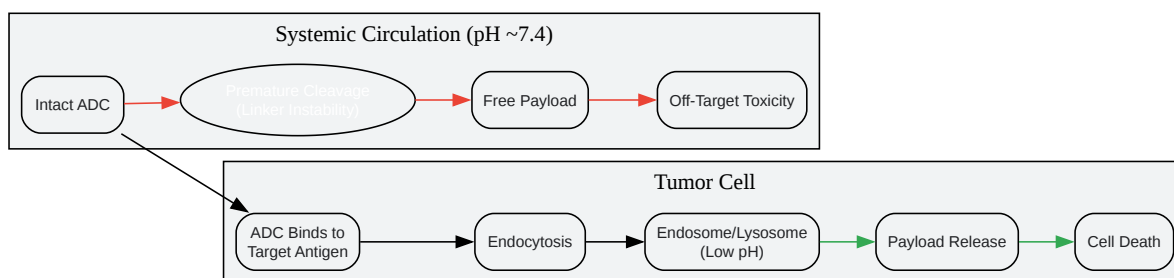 Systemic Circulation (pH ~7.4)
Intact ADC
Premature Cleavage
(Linker Instability)
Free Payload
Off-Target Toxicity
Tumor Cell
ADC Binds to
Target Antigen
Endocytosis
Endosome/Lysosome
(Low pH)
Payload Release
Cell Death